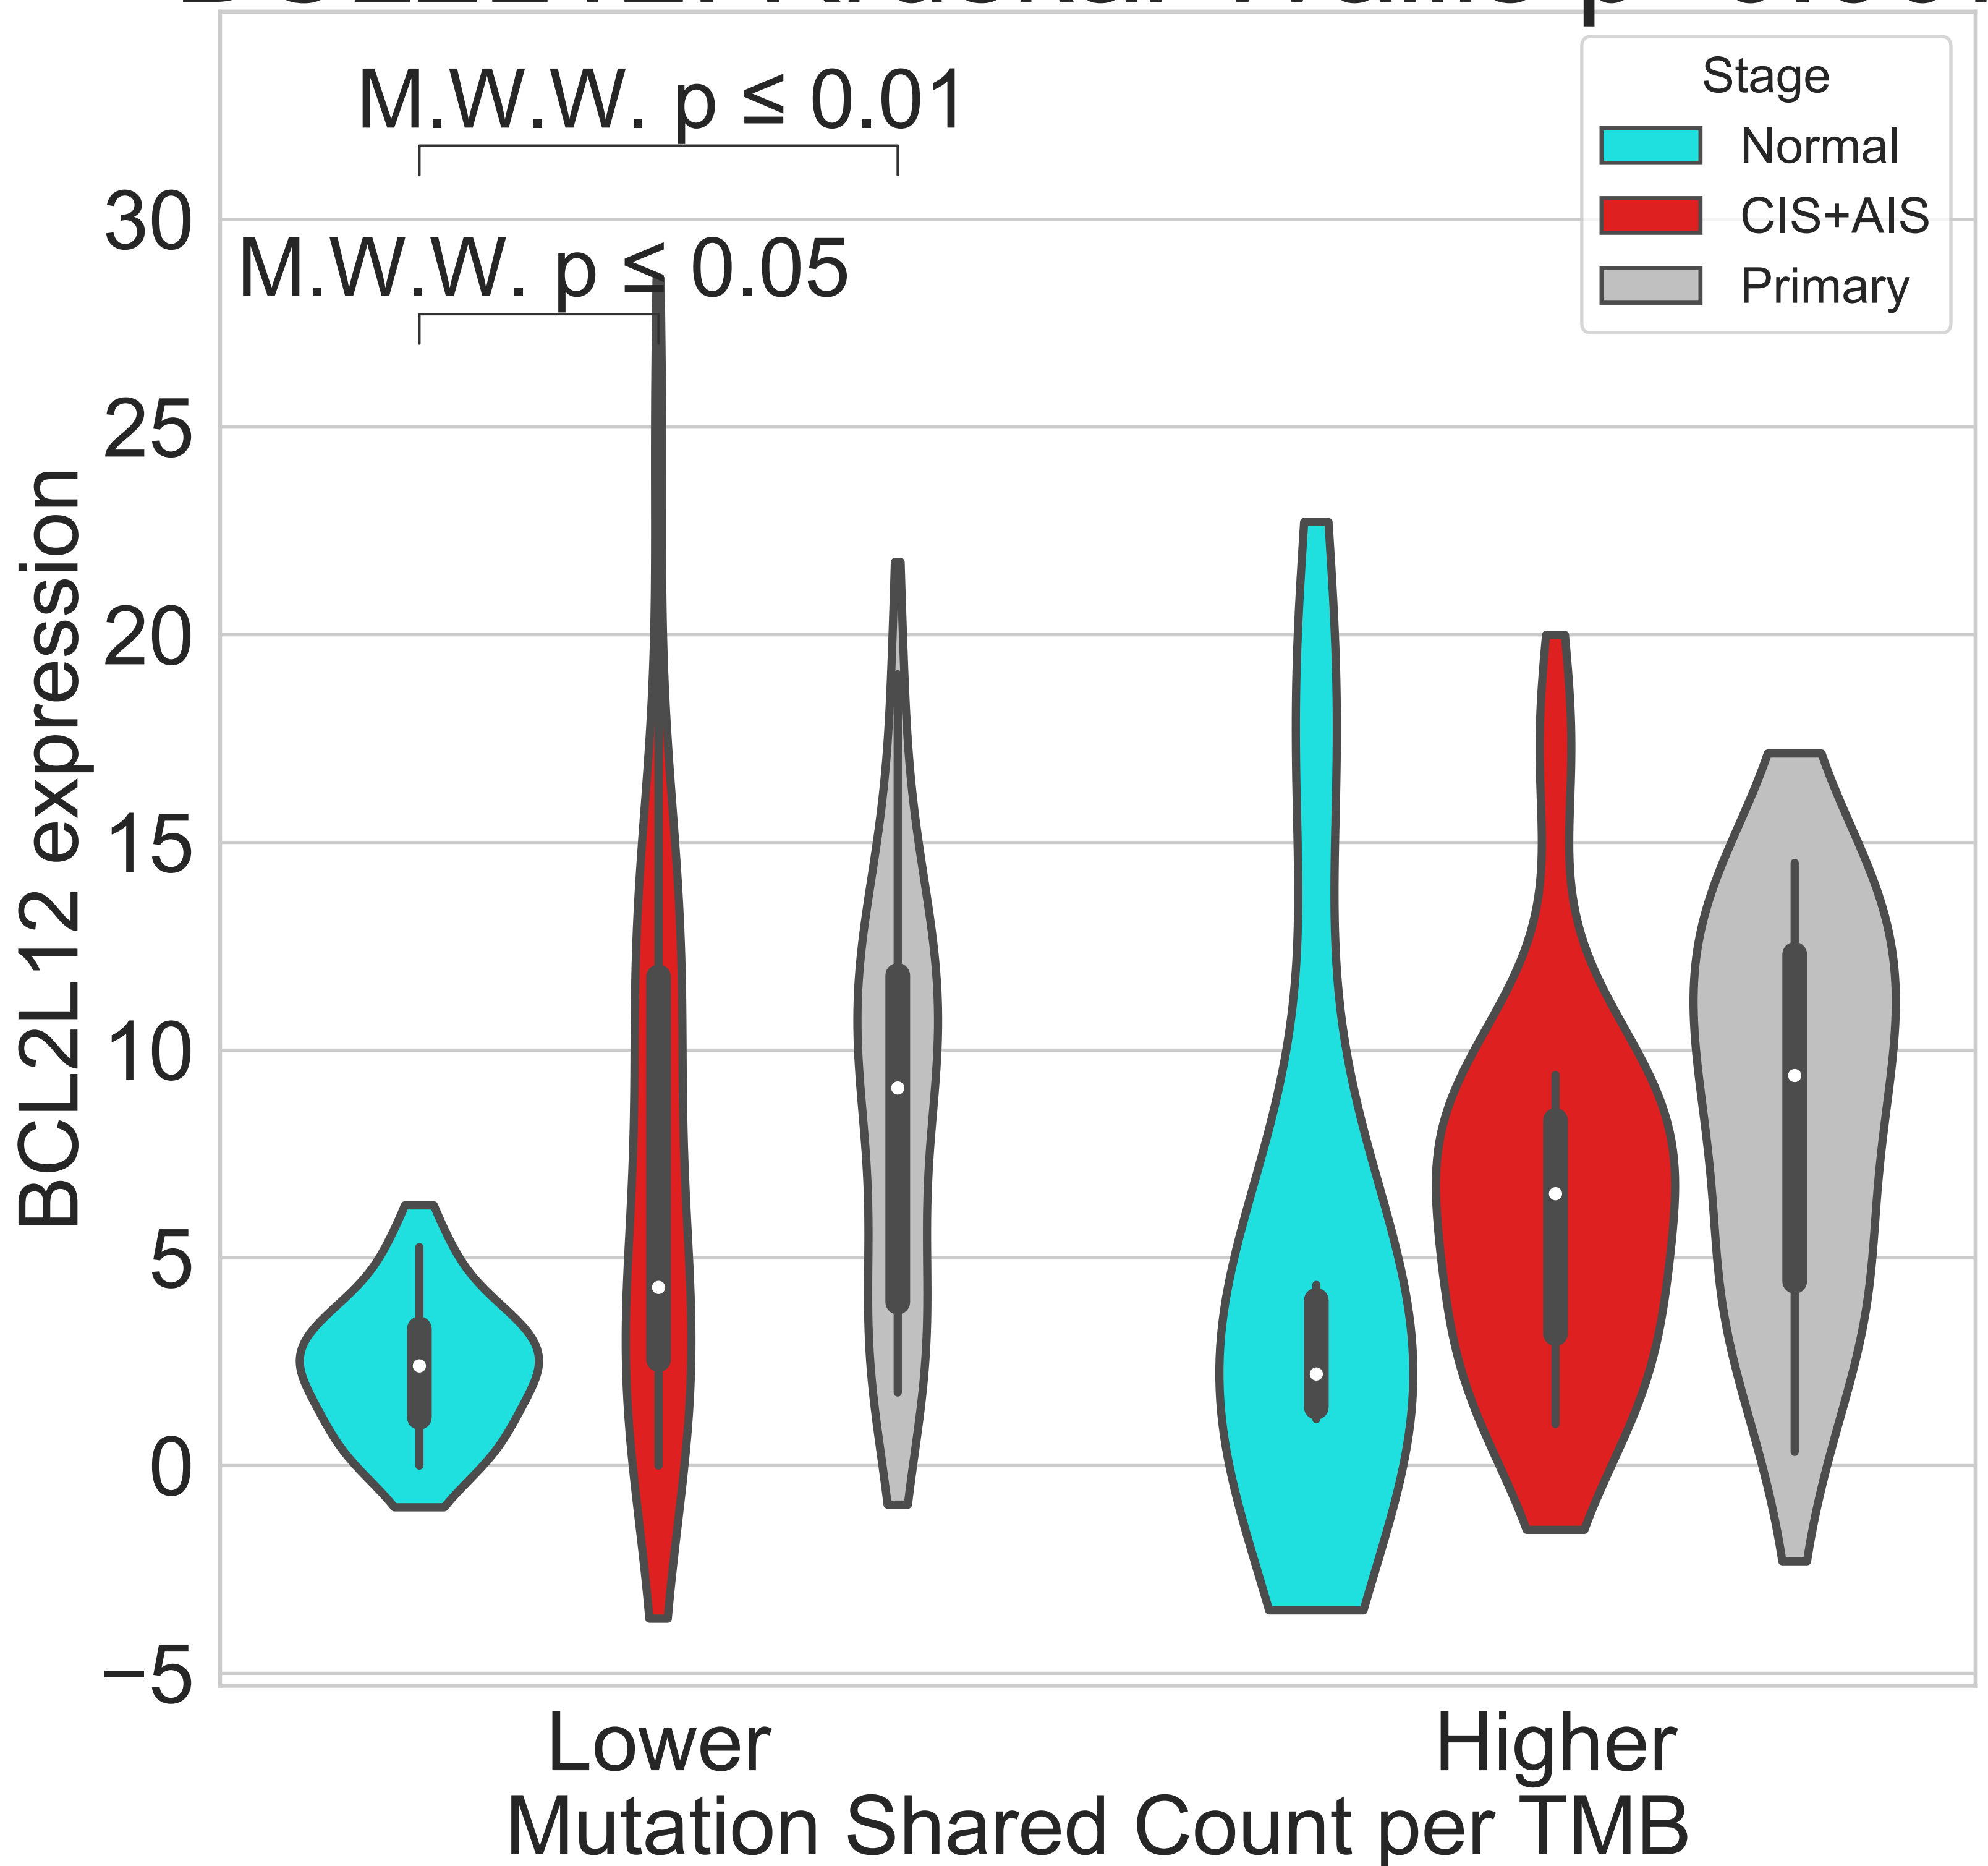 M.W.W. p ≤ 0.01
M.W.W. p ≤ 0.05
Stage
Normal
CIS+AIS
Primary
30
25
20
15
10
5
0
−5
BCL2L12 expression
Lower
Higher
Mutation Shared Count per TMB